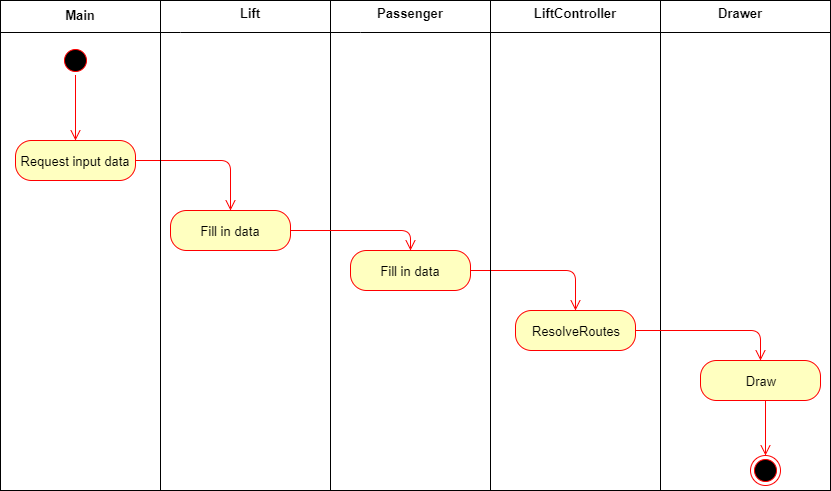 Main
Lift
Passenger
LiftController
Drawer
Request input data
Fill in data
Fill in data
ResolveRoutes
Draw